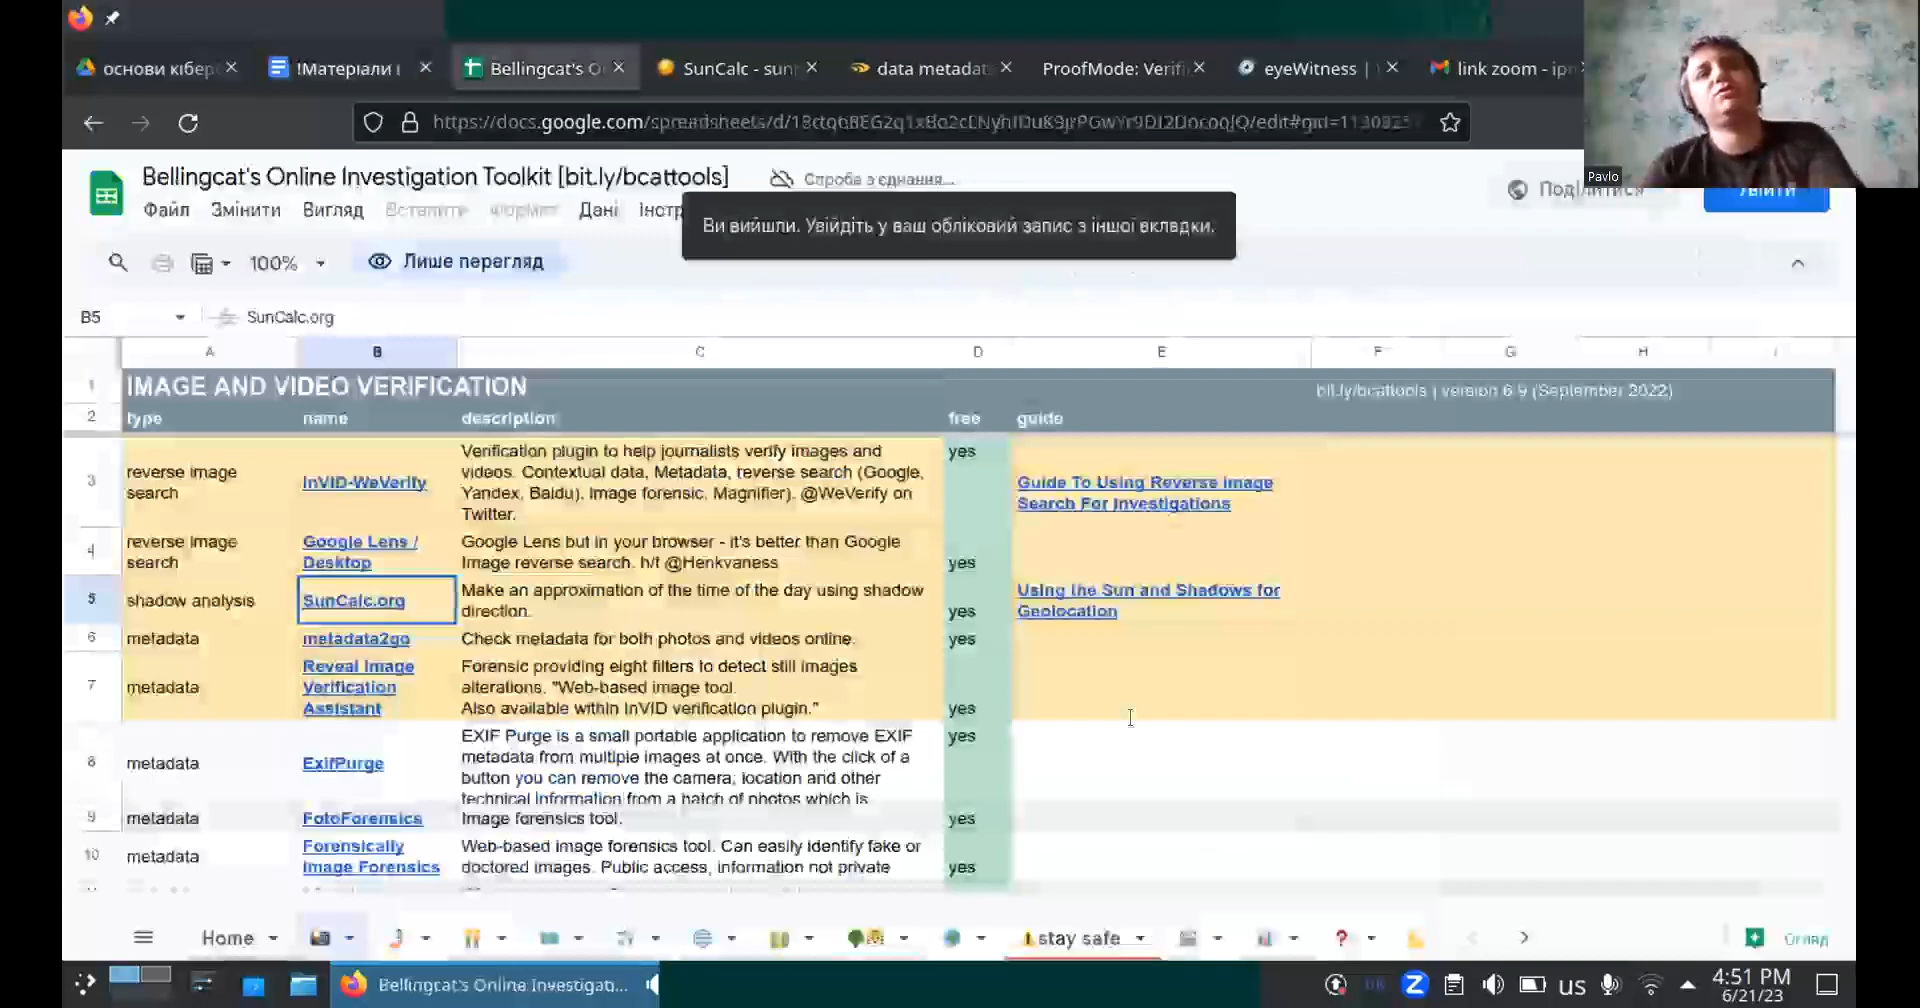 основи кібер
!Матеріали і
Bellingcat's O
SunCalc - sun
data metadat
ProofMode: Verifi
eyeWitness |
link zoom - ip
Bellingcat's Online Investigation Toolkit [bit.ly/bcattools]
Поділитися
Увійти
Файл Змінити Вигляд Вставити Формат Дані Інстр
Ви вийшли. Увійдіть у ваш обліковий запис з іншої вкладки.
Pavlo
100%
Лише перегляд
B5
SunCalc.org
A B C D E F G H I
1 IMAGE AND VIDEO VERIFICATION
bit.ly/bcattools | version 6.9 (September 2022)
2 type name description free guide
3 reverse image search
InVID-WeVerify
Verification plugin to help journalists verify images and
videos. Contextual data, Metadata, reverse search (Google,
Yandex, Baidu). Image forensic. Magnifier). @WeVerify on
Twitter.
yes
Guide To Using Reverse Image
Search For Investigations
4 reverse image search
Google Lens /
Desktop
Google Lens but in your browser - it's better than Google
Image reverse search. h/t @Henkvaness
yes
5 shadow analysis
SunCalc.org
Make an approximation of the time of the day using shadow
direction.
yes
Using the Sun and Shadows for
Geolocation
6 metadata
metadata2go
Check metadata for both photos and videos online.
yes
7 metadata
Reveal Image
Verification
Assistant
Forensic providing eight filters to detect still images
alterations. "Web-based image tool.
Also available within InVID verification plugin."
yes
8 metadata
ExifPurge
EXIF Purge is a small portable application to remove EXIF
metadata from multiple images at once. With the click of a
button you can remove the camera, location and other
technical information from a batch of photos which is
yes
9 metadata
FotoForensics
Image forensics tool.
yes
10 metadata
Forensically
Image Forensics
Web-based image forensics tool. Can easily identify fake or
doctored images. Public access, information not private
yes
Home
stay safe
Огляд
Bellingcat's Online Investigati...
us
4:51 PM
6/21/23